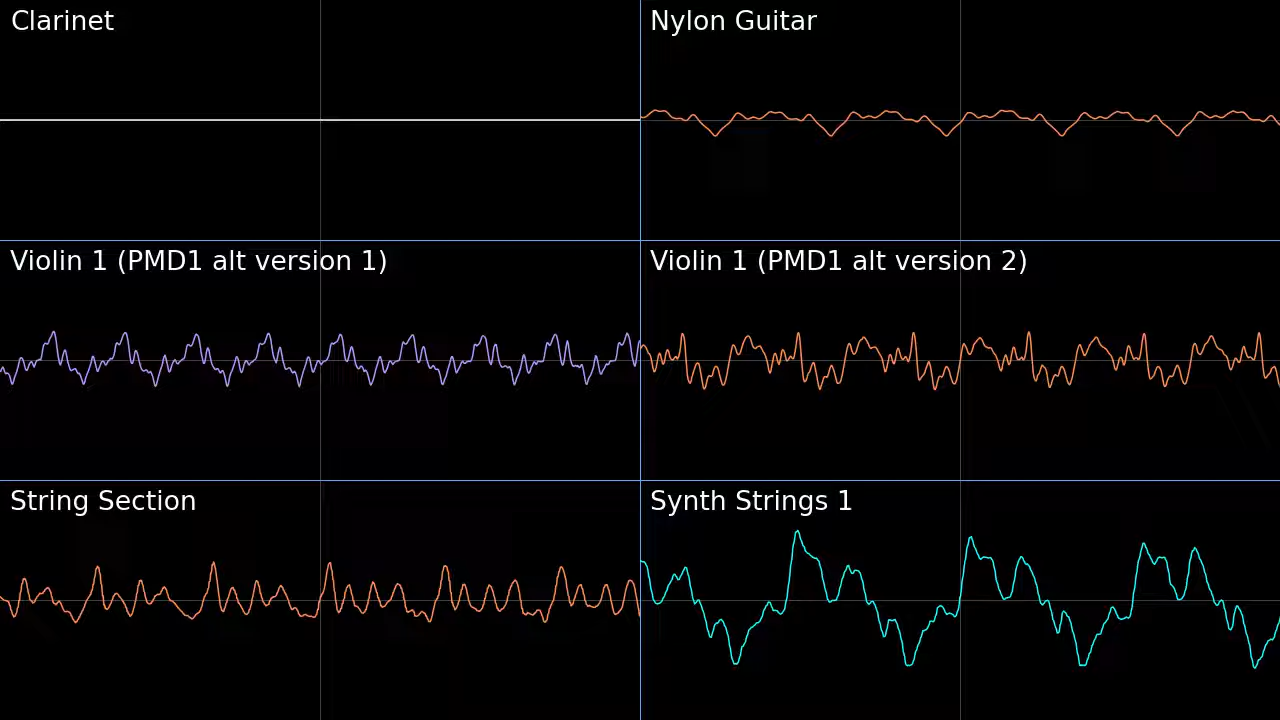 Clarinet
Nylon Guitar
Violin 1 (PMD1 alt version 1)
Violin 1 (PMD1 alt version 2)
String Section
Synth Strings 1